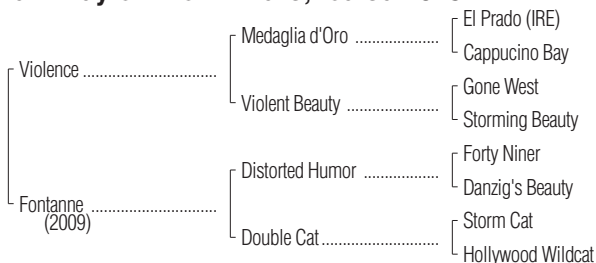 El Prado (IRE)
Medaglia d'Oro ....................
Cappucino Bay
Violence ................................
Gone West
Violent Beauty ......................
Storming Beauty
Forty Niner
Distorted Humor ..................
Danzig's Beauty
Fontanne ..............................
(2009)
Storm Cat
Double Cat............................
Hollywood Wildcat